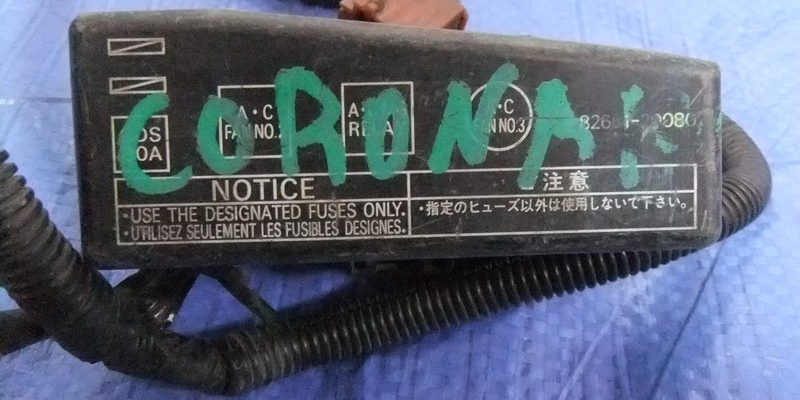 CORONA
A・C
FAN NO.2
RELAY
A・C
FAN NO.3
NOTICE
・USE THE DESIGNATED FUSES ONLY.
・UTILISEZ SEULEMENT LES FUSIBLES DESIGNES.
注意
・指定のヒューズ以外は使用しないで下さい。